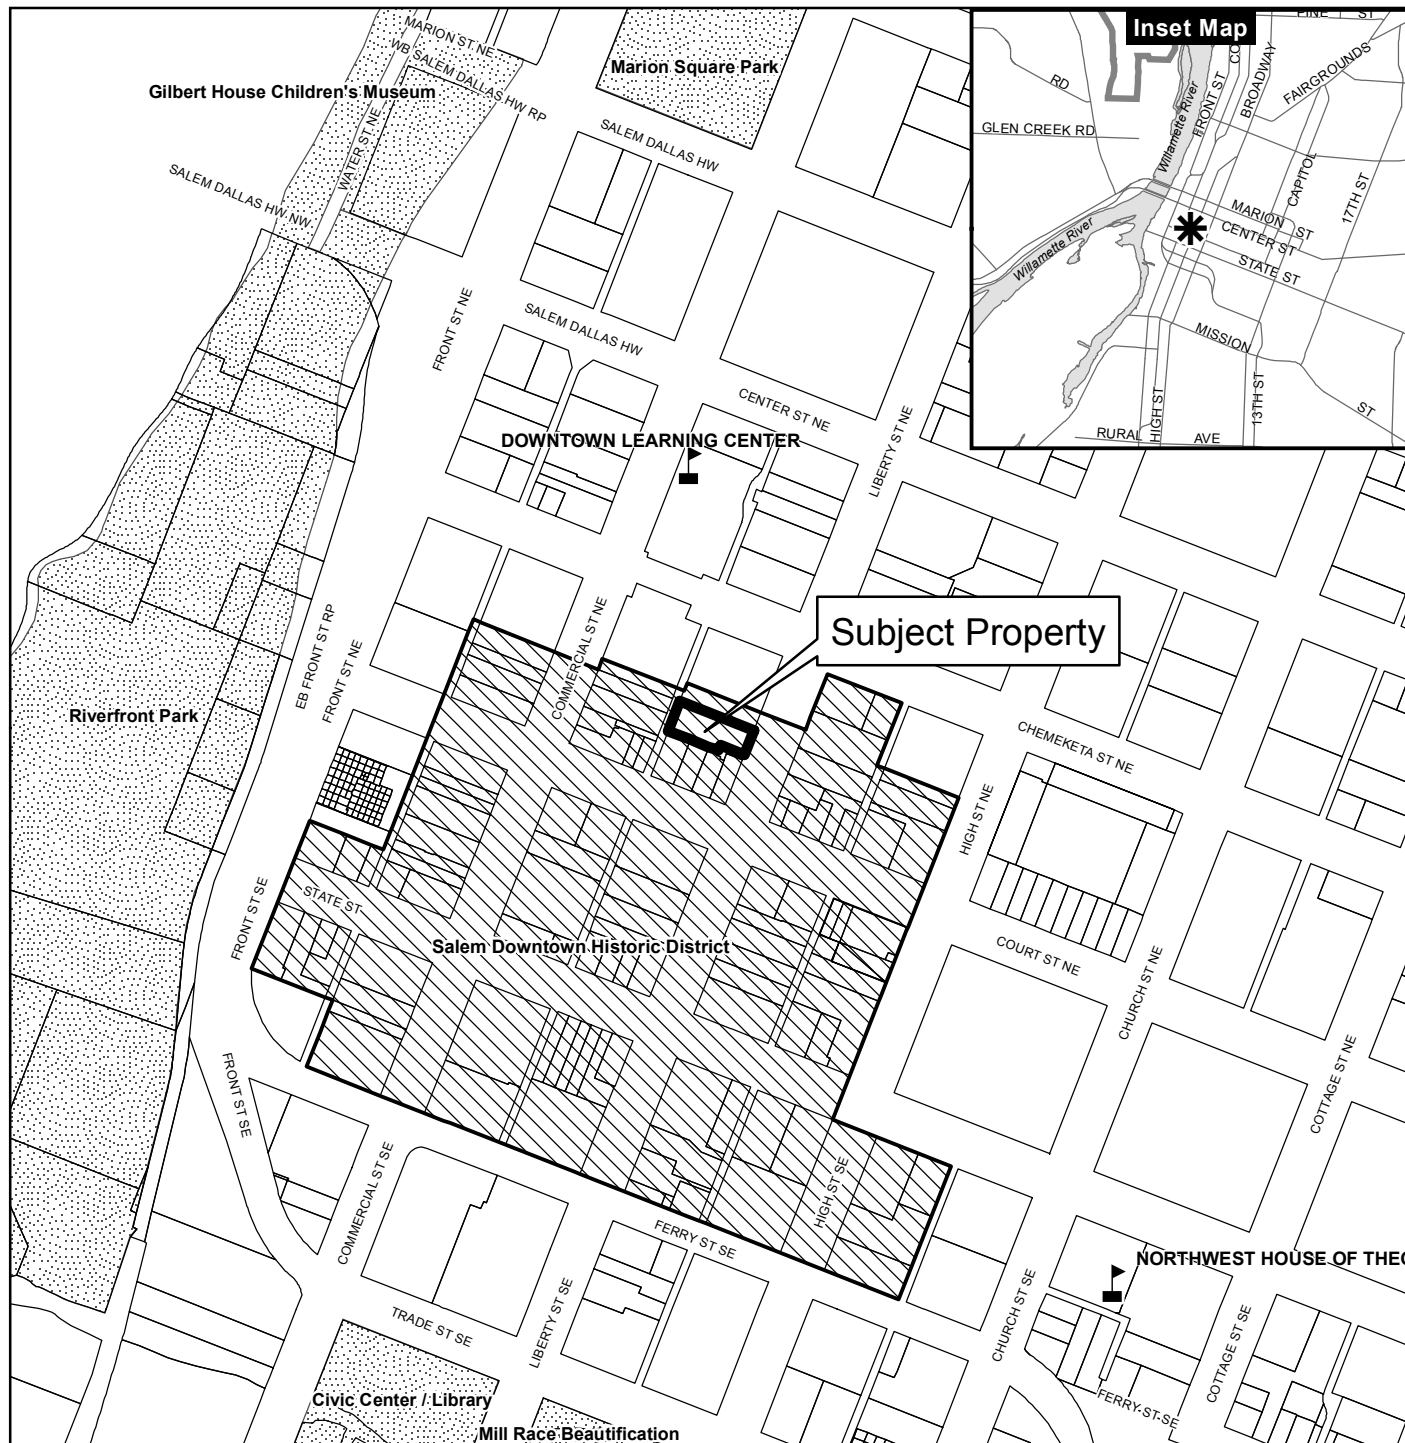 MARION ST NE
WB SALEM DALLAS HW RP
Marion Square Park
Gilbert House Children's Museum
WATER ST NE
SALEM DALLAS HW
SALEM DALLAS HW NW
FRONT ST NE
SALEM DALLAS HW
CENTER ST NE
LIBERTY ST NE
DOWNTOWN LEARNING CENTER
Inset Map
PINE ST
RD
FRONT ST
CO
BROADWAY
FAIRGROUNDS
GLEN CREEK RD
Willamette River
CAPITOL
17TH ST
MARION ST
CENTER ST
STATE ST
Willamette River
MISSION ST
HIGH ST
13TH ST
RURAL AVE
EB FRONT ST RP
FRONT ST NE
COMMERCIAL ST NE
Subject Property
Riverfront Park
CHEMEKETA ST NE
HIGH ST NE
FRONT ST SE
STATE ST
Salem Downtown Historic District
COURT ST NE
CHURCH ST NE
COTTAGE ST NE
FRONT ST SE
COMMERCIAL ST SE
HIGH ST SE
FERRY ST SE
NORTHWEST HOUSE OF THEO
LIBERTY ST SE
TRADE ST SE
CHURCH ST SE
COTTAGE ST SE
FERRY ST SE
Civic Center / Library
Mill Race Beautification